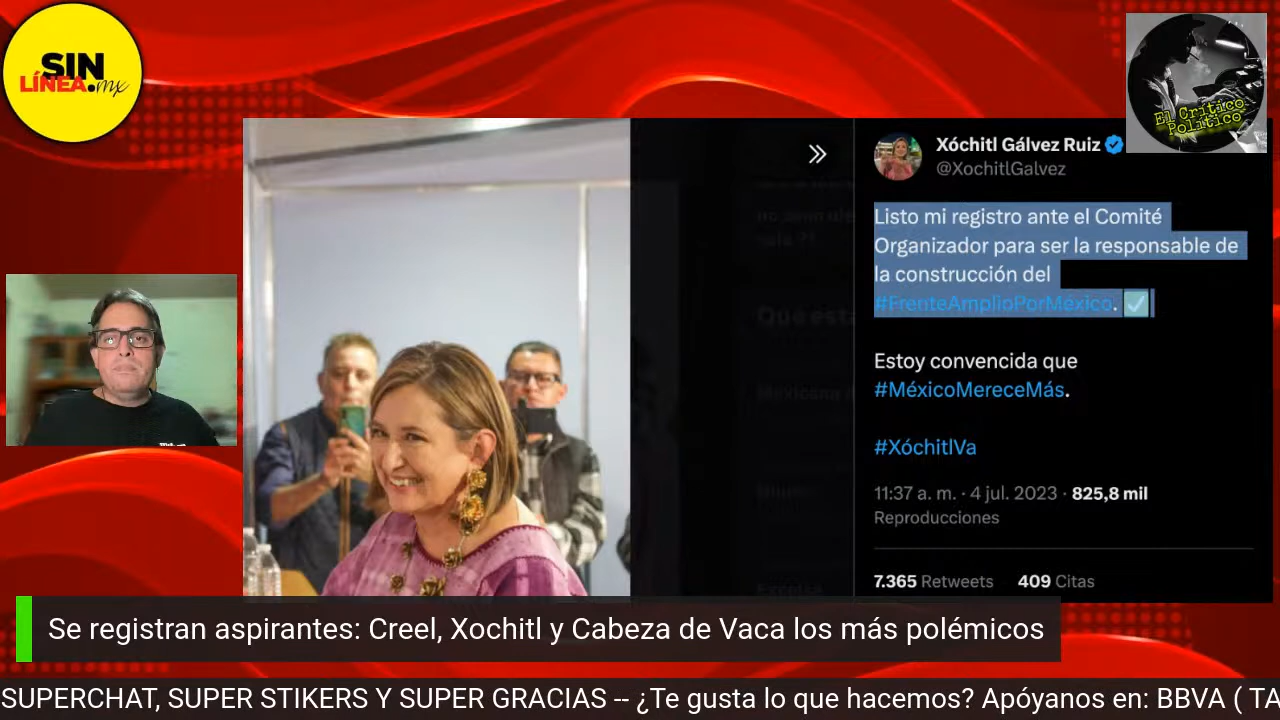 SIN
LÍNEA.mx
El Crítico
Político
Xóchitl Gálvez Ruiz
@XochitlGalvez
Listo mi registro ante el Comité
Organizador para ser la responsable de
la construcción del
#FrenteAmplioPorMéxico. ✅
Estoy convencida que
#MéxicoMereceMás.
#XóchitlVa
11:37 a. m. · 4 jul. 2023 · 825,8 mil
Reproducciones
7.365 Retweets 409 Citas
Se registran aspirantes: Creel, Xochitl y Cabeza de Vaca los más polémicos
SUPERCHAT, SUPER STIKERS Y SUPER GRACIAS -- ¿Te gusta lo que hacemos? Apóyanos en: BBVA ( TA